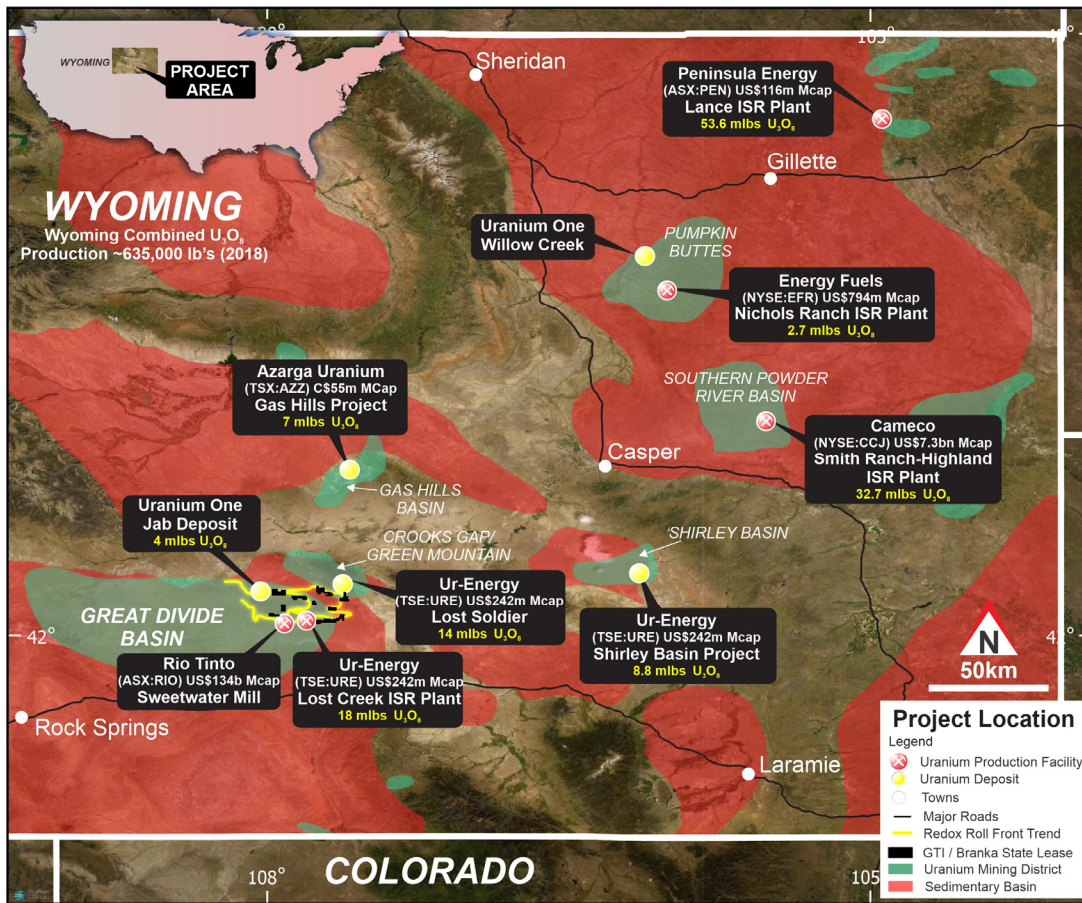 WYOMING
PROJECT
AREA
WYOMING
Wyoming Combined U₃O₈
Production ~635,000 lb's (2018)
Sheridan
Peninsula Energy
(ASX:PEN) US$116m Mcap
Lance ISR Plant
53.6 mlbs U₃O₈
Gillette
Uranium One
Willow Creek
PUMPKIN
BUTTES
Energy Fuels
(NYSE:EFR) US$794m Mcap
Nichols Ranch ISR Plant
2.7 mlbs U₃O₈
Azarga Uranium
(TSX:AZZ) C$55m MCap
Gas Hills Project
7 mlbs U₃O₈
SOUTHERN POWDER
RIVER BASIN
Cameco
(NYSE:CCJ) US$7.3bn Mcap
Smith Ranch-Highland
ISR Plant
32.7 mlbs U₃O₈
Casper
GAS HILLS
BASIN
Uranium One
Jab Deposit
4 mlbs U₃O₈
CROOKS GAP/
GREEN MOUNTAIN
SHIRLEY BASIN
Ur-Energy
(TSE:URE) US$242m Mcap
Lost Soldier
14 mlbs U₃O₈
Ur-Energy
(TSE:URE) US$242m Mcap
Shirley Basin Project
8.8 mlbs U₃O₈
GREAT DIVIDE
BASIN
42°
Rio Tinto
(ASX:RIO) US$134b MCap
Sweetwater Mill
Ur-Energy
(TSE:URE) US$242m Mcap
Lost Creek ISR Plant
18 mlbs U₃O₈
N
50km
Rock Springs
Laramie
Project Location
Legend
Uranium Production Facility
Uranium Deposit
Towns
Major Roads
Redox Roll Front Trend
GTI / Branka State Lease
Uranium Mining District
Sedimentary Basin
108°
COLORADO